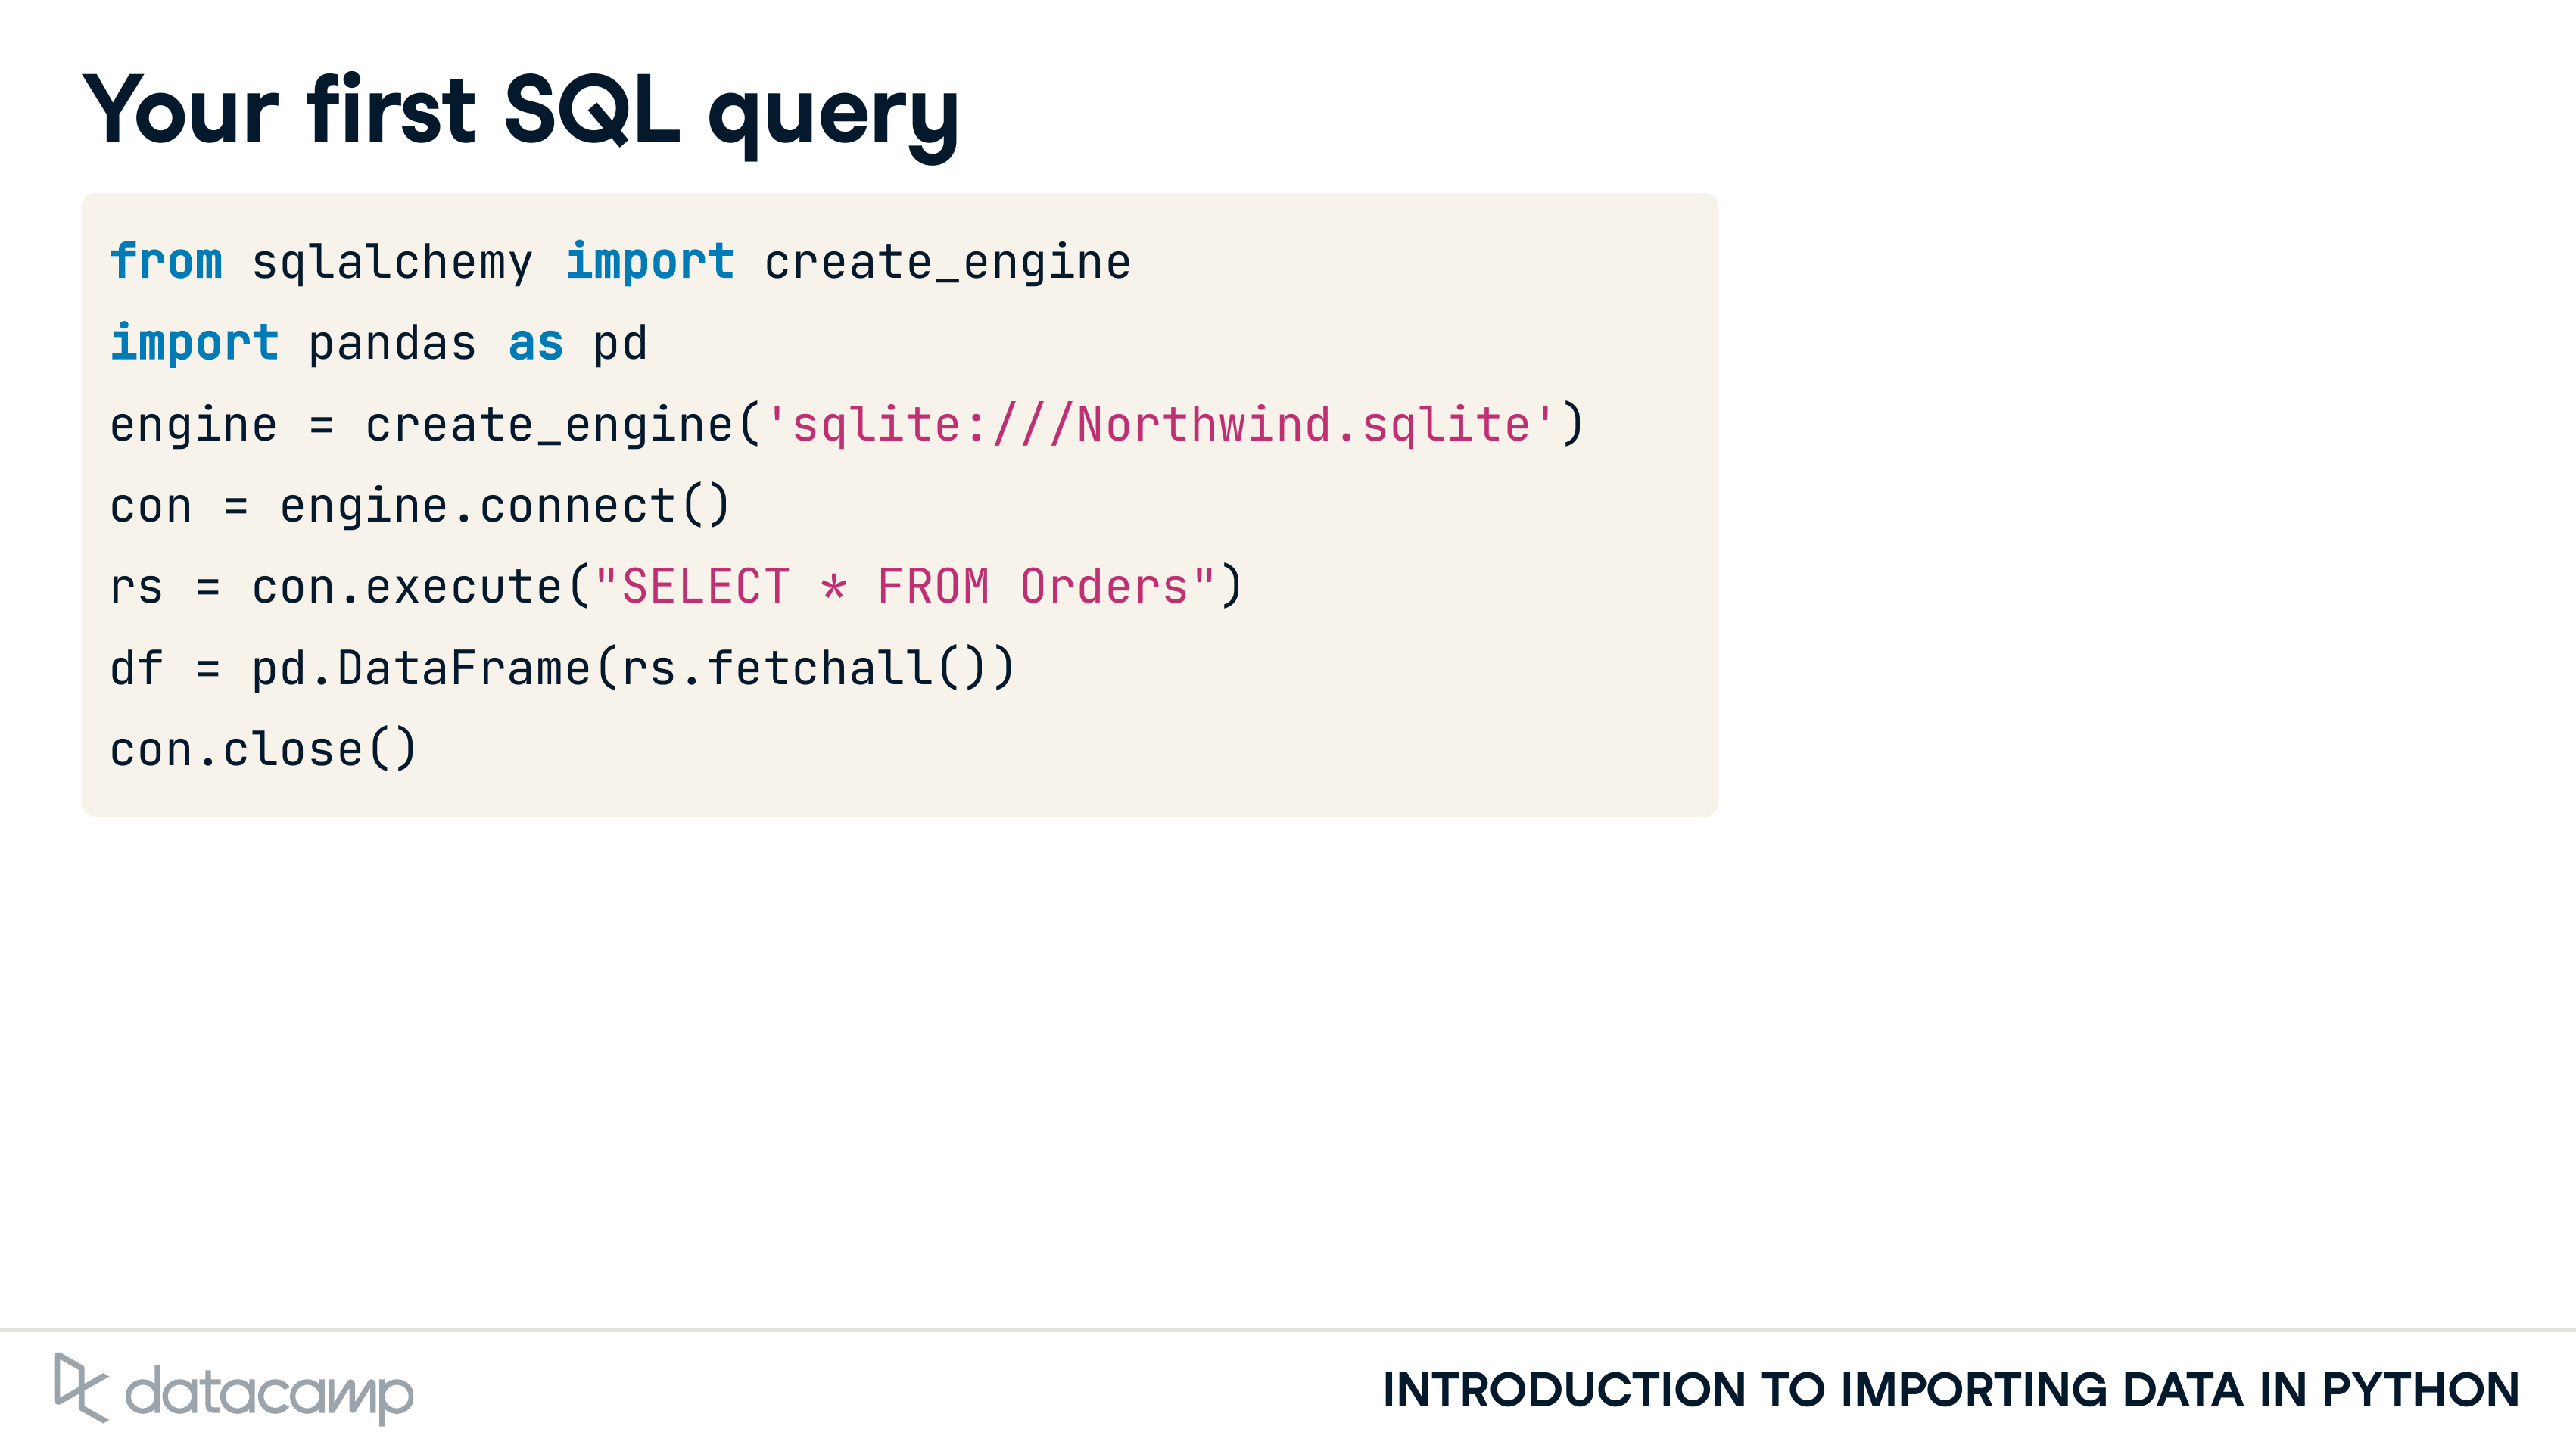 Your first SQL query
from sqlalchemy import create_engine
import pandas as pd
engine = create_engine('sqlite:///Northwind.sqlite')
con = engine.connect()
rs = con.execute("SELECT * FROM Orders")
df = pd.DataFrame(rs.fetchall())
con.close()
datacamp
INTRODUCTION TO IMPORTING DATA IN PYTHON